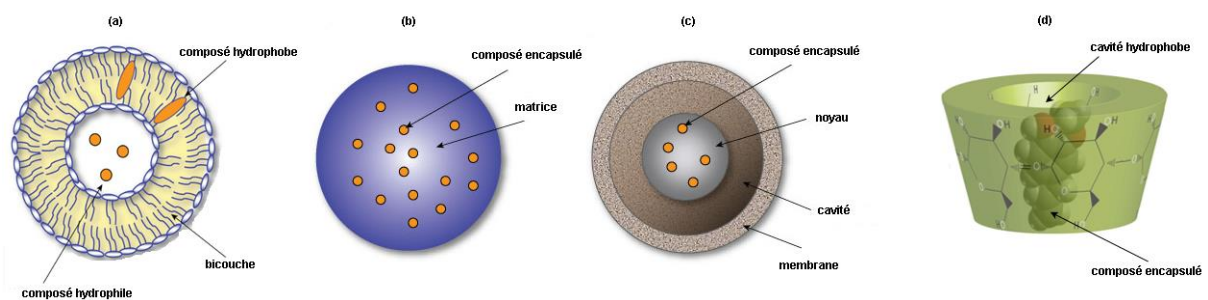 (a)
composé hydrophobe
bicouche
composé hydrophile
(b)
composé encapsulé
matrice
(c)
composé encapsulé
noyau
cavité
membrane
(d)
cavité hydrophobe
composé encapsulé